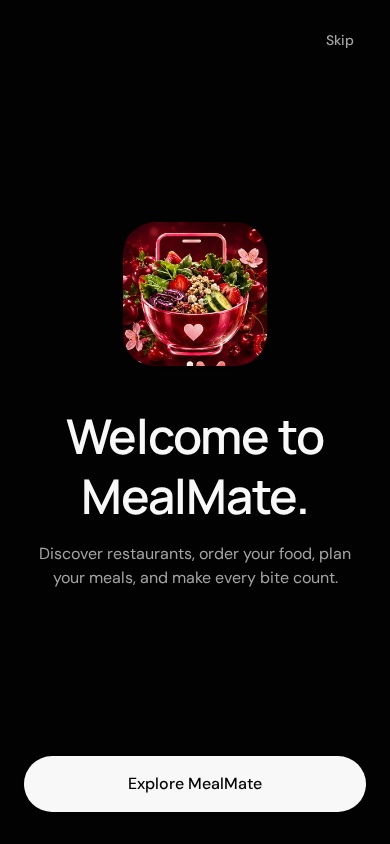 Skip
Welcome to
MealMate.
Discover restaurants, order your food, plan
your meals, and make every bite count.
Explore MealMate